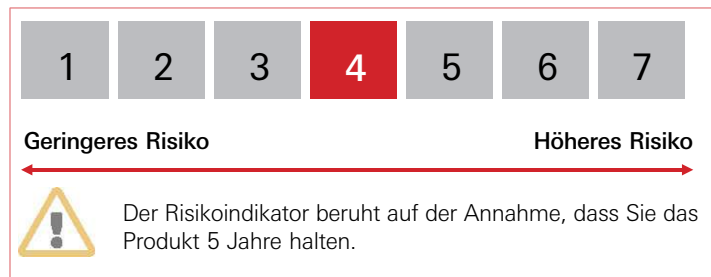 1 2 3 4 5 6 7
Geringeres Risiko Höheres Risiko
Der Risikoindikator beruht auf der Annahme, dass Sie das
Produkt 5 Jahre halten.